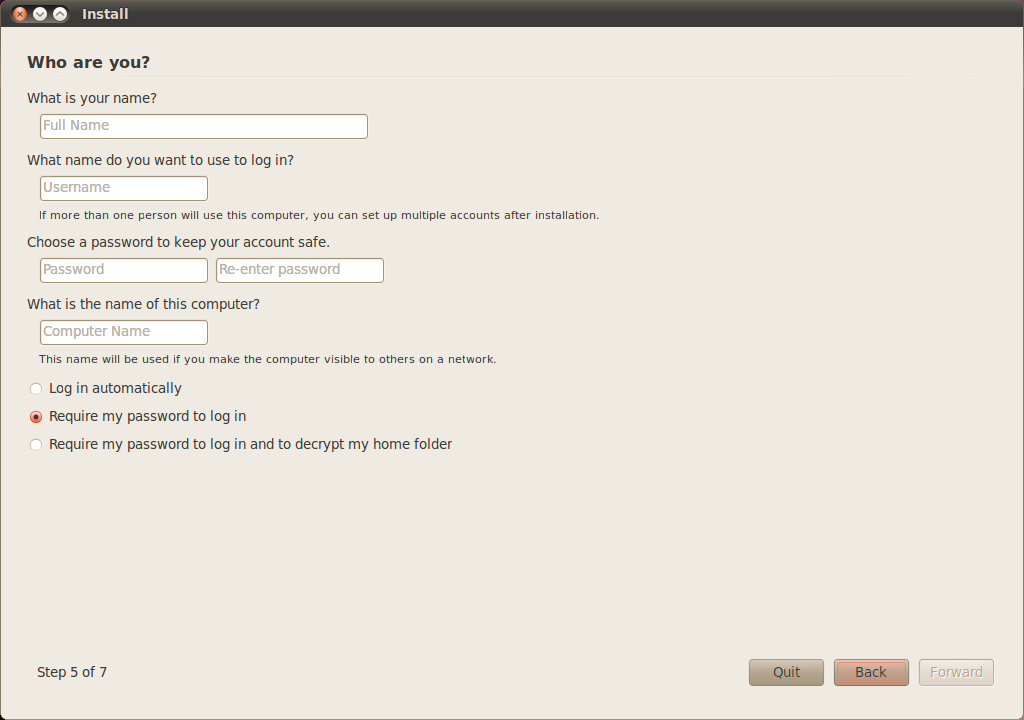 Install
Who are you?
What is your name?
Full Name
What name do you want to use to log in?
Username
If more than one person will use this computer, you can set up multiple accounts after installation.
Choose a password to keep your account safe.
Password Re-enter password
What is the name of this computer?
Computer Name
This name will be used if you make the computer visible to others on a network.
Log in automatically
Require my password to log in
Require my password to log in and to decrypt my home folder
Step 5 of 7 Quit Back Forward